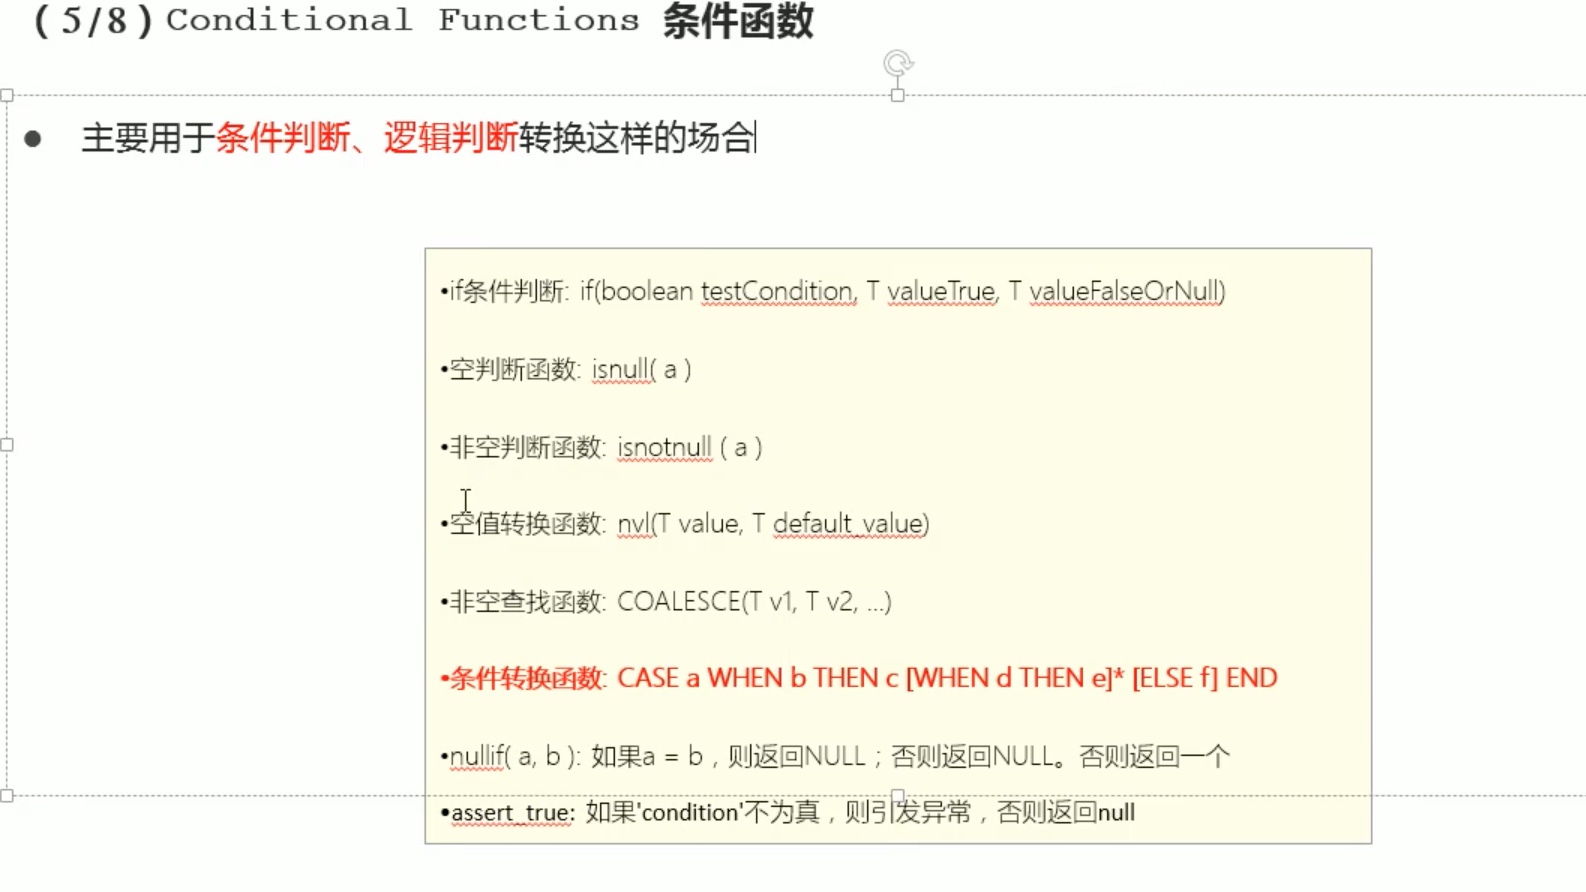 （5/8）Conditional Functions 条件函数
● 主要用于条件判断、逻辑判断转换这样的场合
•if条件判断: if(boolean testCondition, T valueTrue, T valueFalseOrNull)
•空判断函数: isnull( a )
•非空判断函数: isnotnull ( a )
•空值转换函数: nvl(T value, T default_value)
•非空查找函数: COALESCE(T v1, T v2, ...)
•条件转换函数: CASE a WHEN b THEN c [WHEN d THEN e]* [ELSE f] END
•nullif( a, b ): 如果a = b，则返回NULL；否则返回NULL。否则返回一个
•assert_true: 如果'condition'不为真，则引发异常，否则返回null